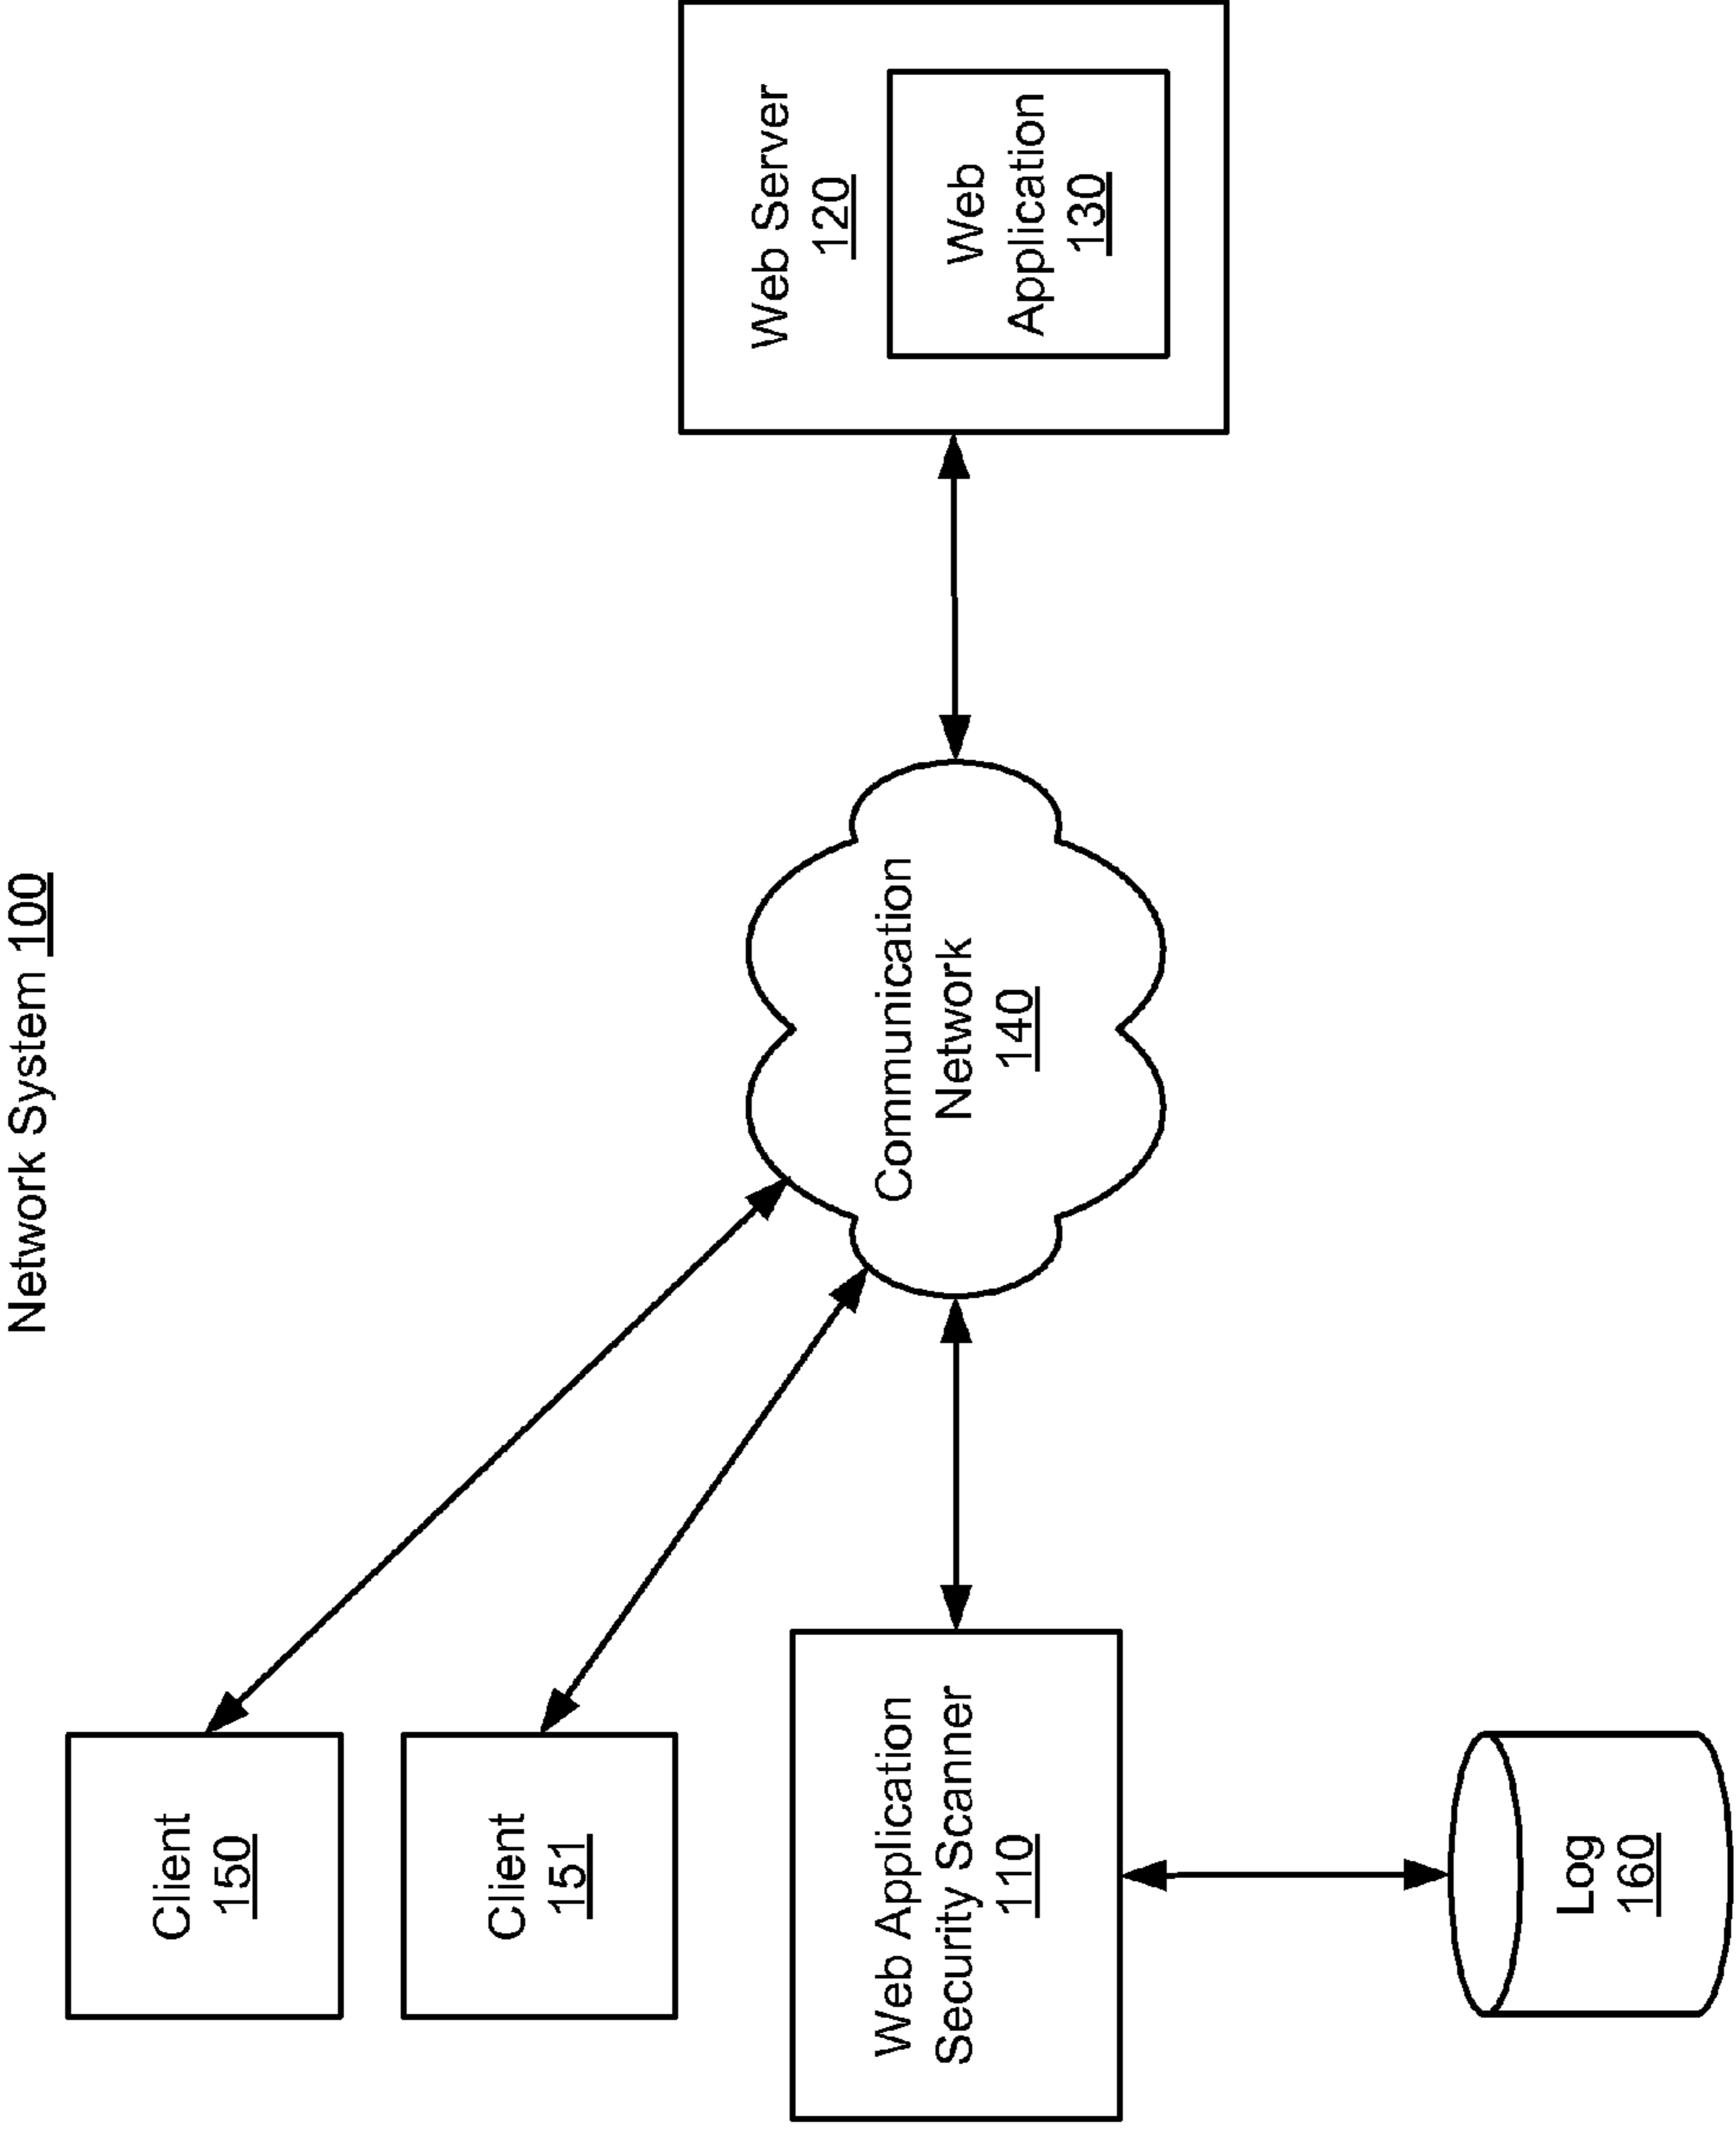 Network System 100
Client
150
Client
151
Web Application
Security Scanner
110
Log
160
Communication
Network
140
Web Server
120
Web
Application
130